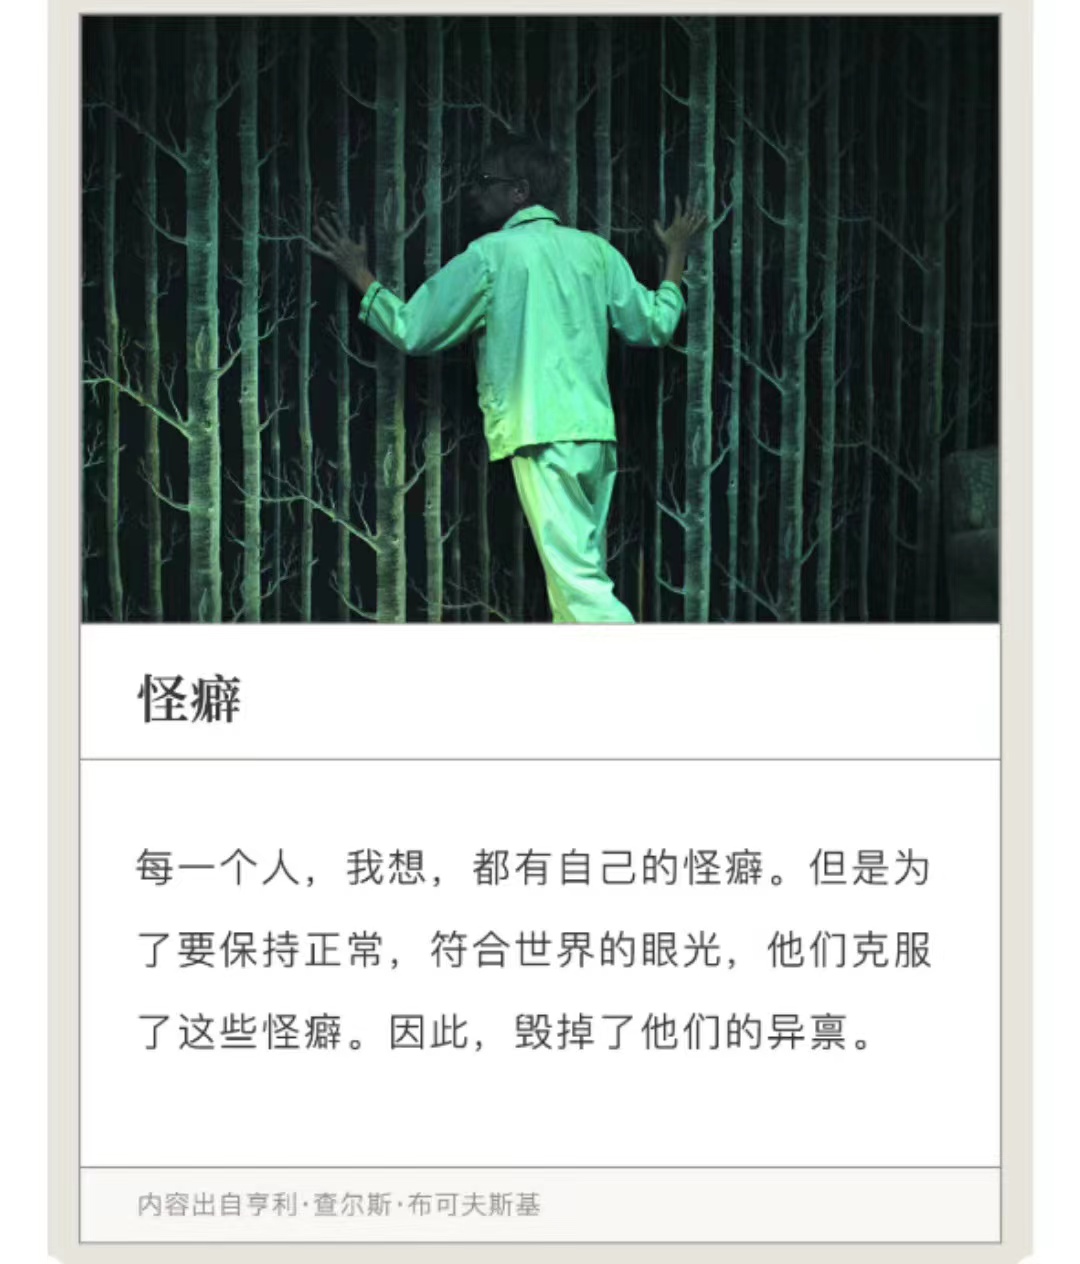 怪癖
每一个人，我想，都有自己的怪癖。但是为
了要保持正常，符合世界的眼光，他们克服
了这些怪癖。因此，毁掉了他们的异禀。
内容出自亨利·查尔斯·布可夫斯基